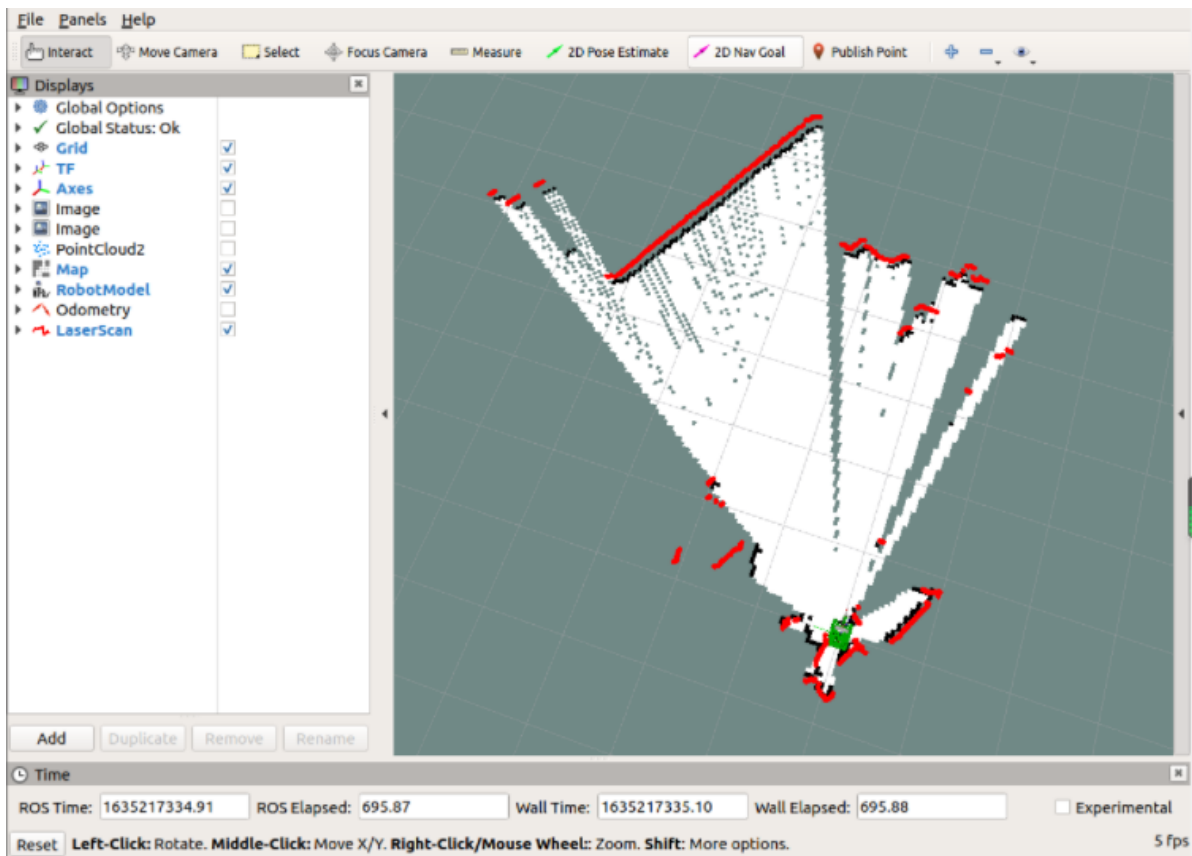 File Panels Help
Interact Move Camera Select Focus Camera Measure 2D Pose Estimate 2D Nav Goal Publish Point
Displays
Global Options
Global Status: Ok
Grid
TF
Axes
Image
Image
PointCloud2
Map
RobotModel
Odometry
LaserScan
Add Duplicate Remove Rename
Time
ROS Time: 1635217334.91 ROS Elapsed: 695.87 Wall Time: 1635217335.10 Wall Elapsed: 695.88 Experimental
Reset Left-Click: Rotate. Middle-Click: Move X/Y. Right-Click/Mouse Wheel:: Zoom. Shift: More options. 5 fps